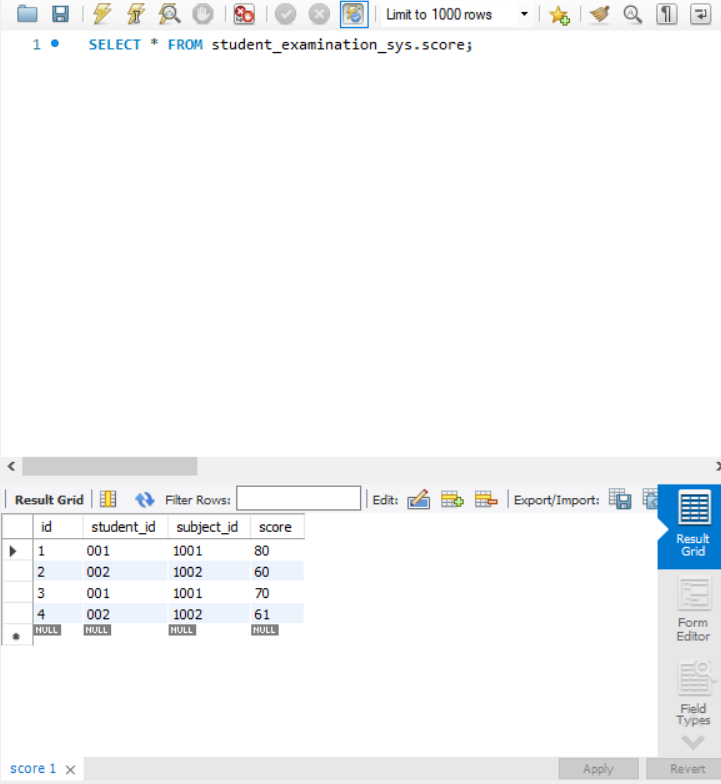 Limit to 1000 rows
1 SELECT * FROM student_examination_sys.score;
Result Grid Filter Rows: Edit: Export/Import:
id student_id subject_id score
1 001 1001 80
2 002 1002 60
3 001 1001 70
4 002 1002 61
NULL NULL NULL NULL
Result
Grid
Form
Editor
Field
Types
score 1 Apply Revert